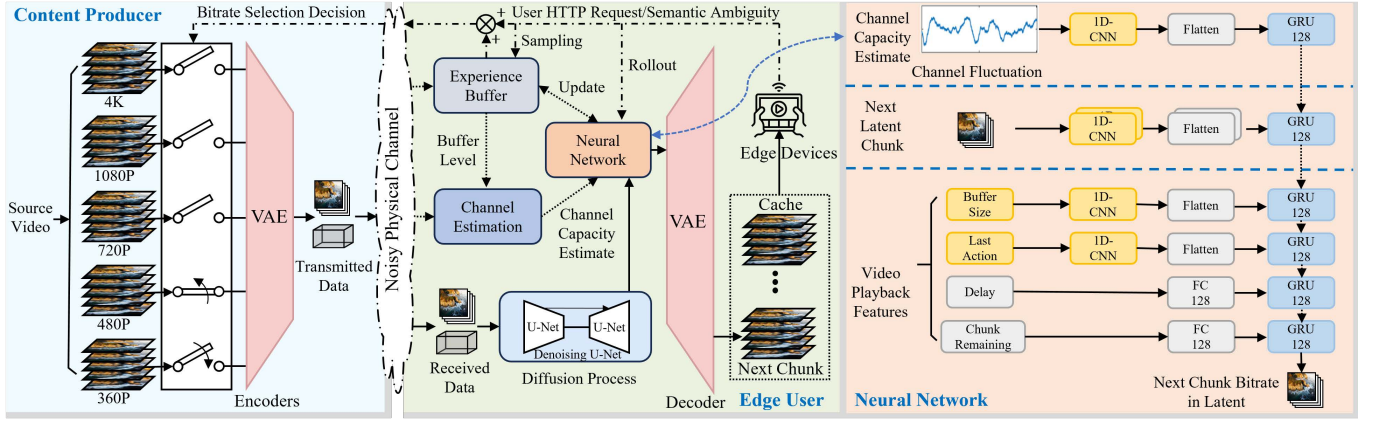 Content Producer
Bitrate Selection Decision
4K
1080P
Source
Video
720P
480P
360P
VAE
Transmitted
Data
Encoders
Noisy Physical Channel
User HTTP Request/Semantic Ambiguity
+
+
Sampling
Rollout
Experience
Buffer
Update
Buffer
Level
Neural
Network
Channel
Estimation
Channel
Capacity
Estimate
Received
Data
U-Net
U-Net
Denoising U-Net
Diffusion Process
VAE
Decoder
Edge Devices
Cache
Next Chunk
Edge User
Channel
Capacity
Estimate
Channel Fluctuation
1D-
CNN
Flatten
GRU
128
Next
Latent
Chunk
1D-
CNN
Flatten
GRU
128
Video
Playback
Features
Buffer
Size
1D-
CNN
Flatten
GRU
128
Last
Action
1D-
CNN
Flatten
GRU
128
Delay
FC
128
GRU
128
Chunk
Remaining
FC
128
GRU
128
Next Chunk Bitrate
in Latent
Neural Network